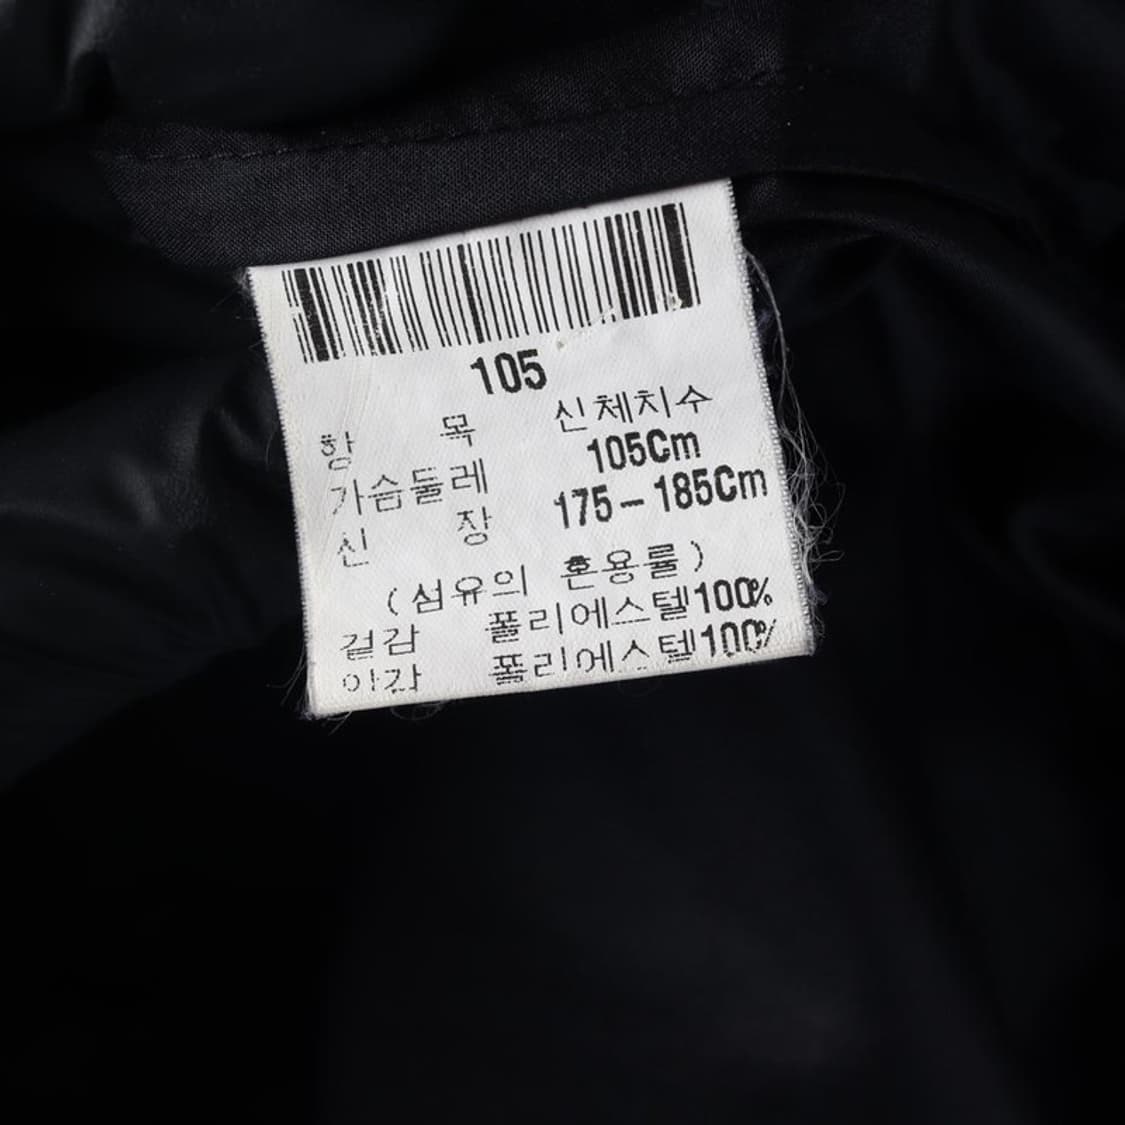 105
항 목 신체치수
가슴둘레 105Cm
신 장 175-185Cm
(섬유의 혼용률)
겉감 폴리에스텔100%
안감 폴리에스텔100%